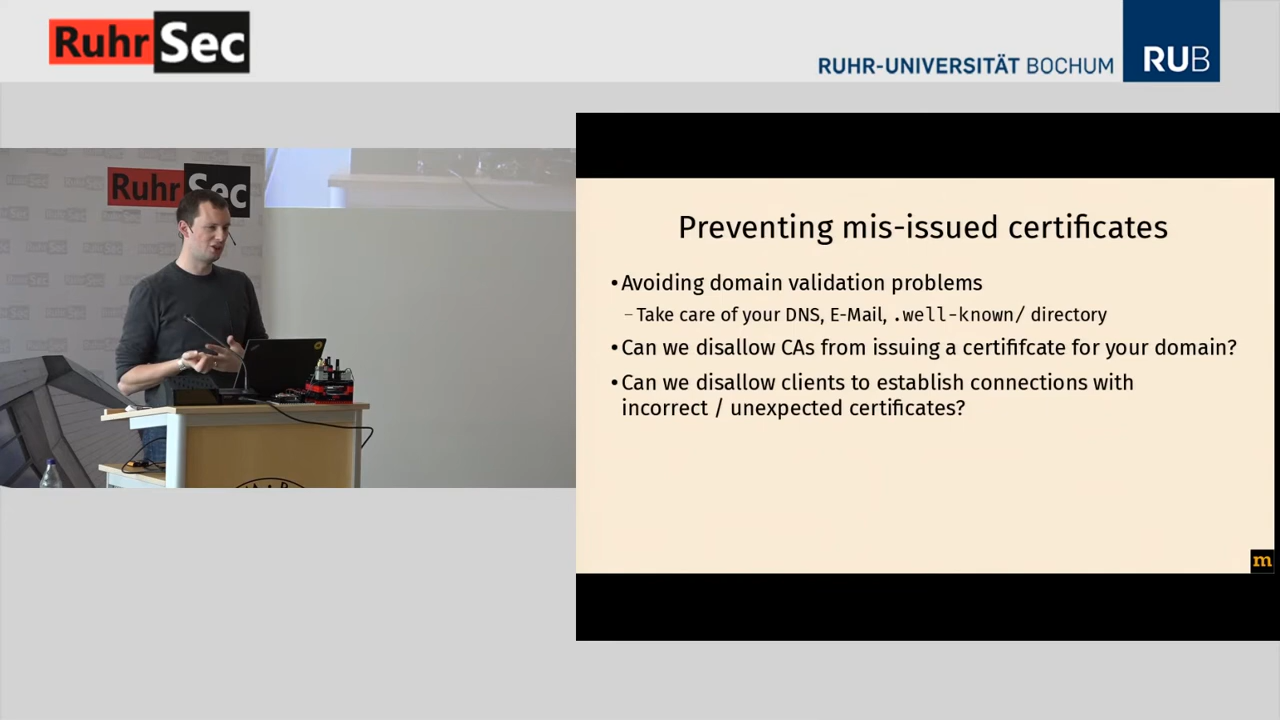 RuhrSec
RUHR-UNIVERSITÄT BOCHUM
RUB
RuhrSec
Preventing mis-issued certificates
•Avoiding domain validation problems
–Take care of your DNS, E-Mail, .well-known/ directory
•Can we disallow CAs from issuing a certififcate for your domain?
•Can we disallow clients to establish connections with
incorrect / unexpected certificates?
m